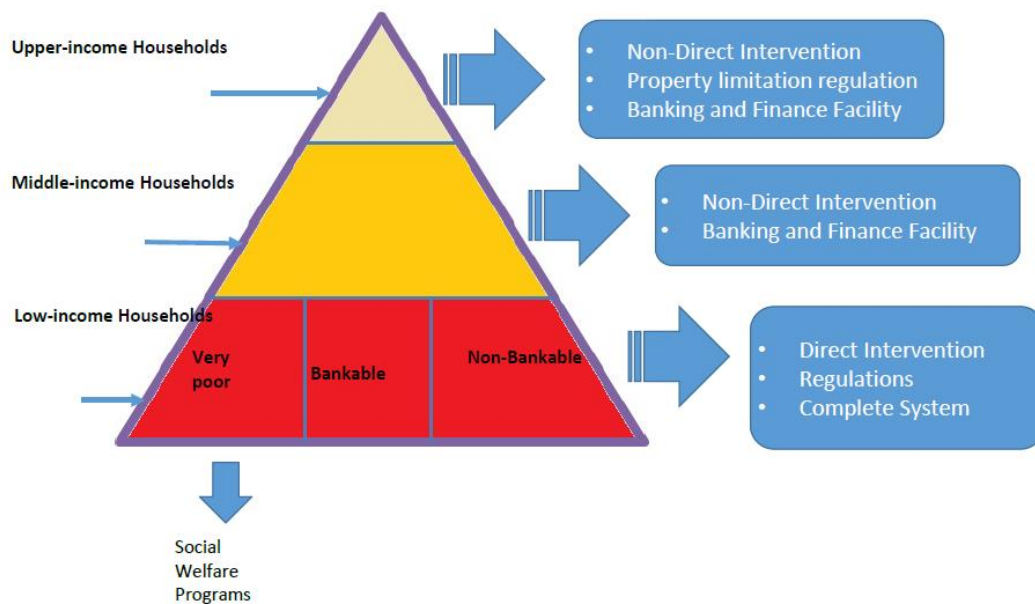 Upper-income Households
• Non-Direct Intervention
• Property limitation regulation
• Banking and Finance Facility
Middle-income Households
• Non-Direct Intervention
• Banking and Finance Facility
Low-income Households
Very
poor
Bankable
Non-Bankable
• Direct Intervention
• Regulations
• Complete System
Social
Welfare
Programs